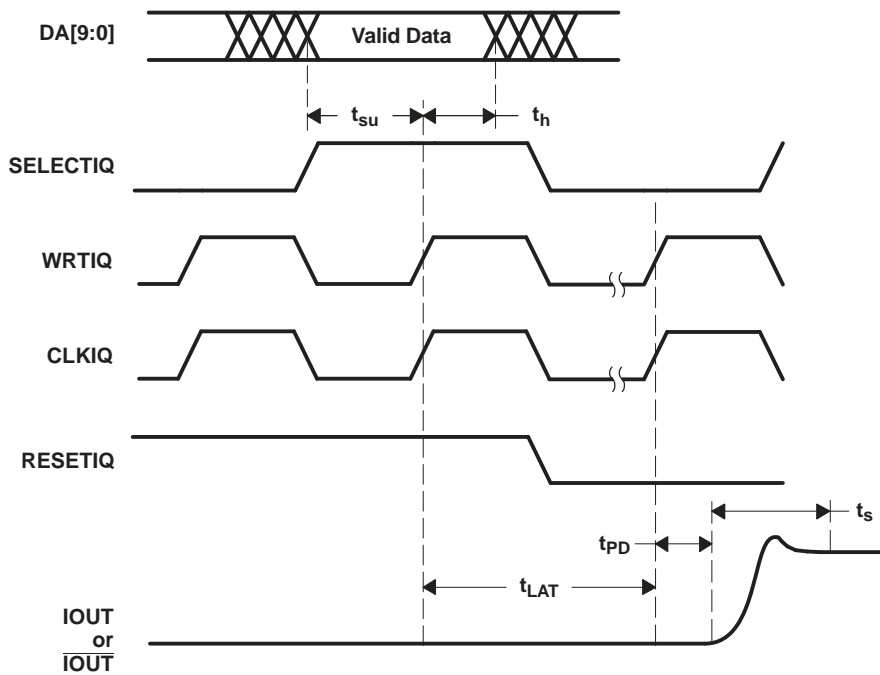 DA[9:0]
Valid Data
tsu
th
SELECTIQ
WRTIQ
CLKIQ
RESETIQ
ts
tPD
tLAT
IOUT
or
IOUT